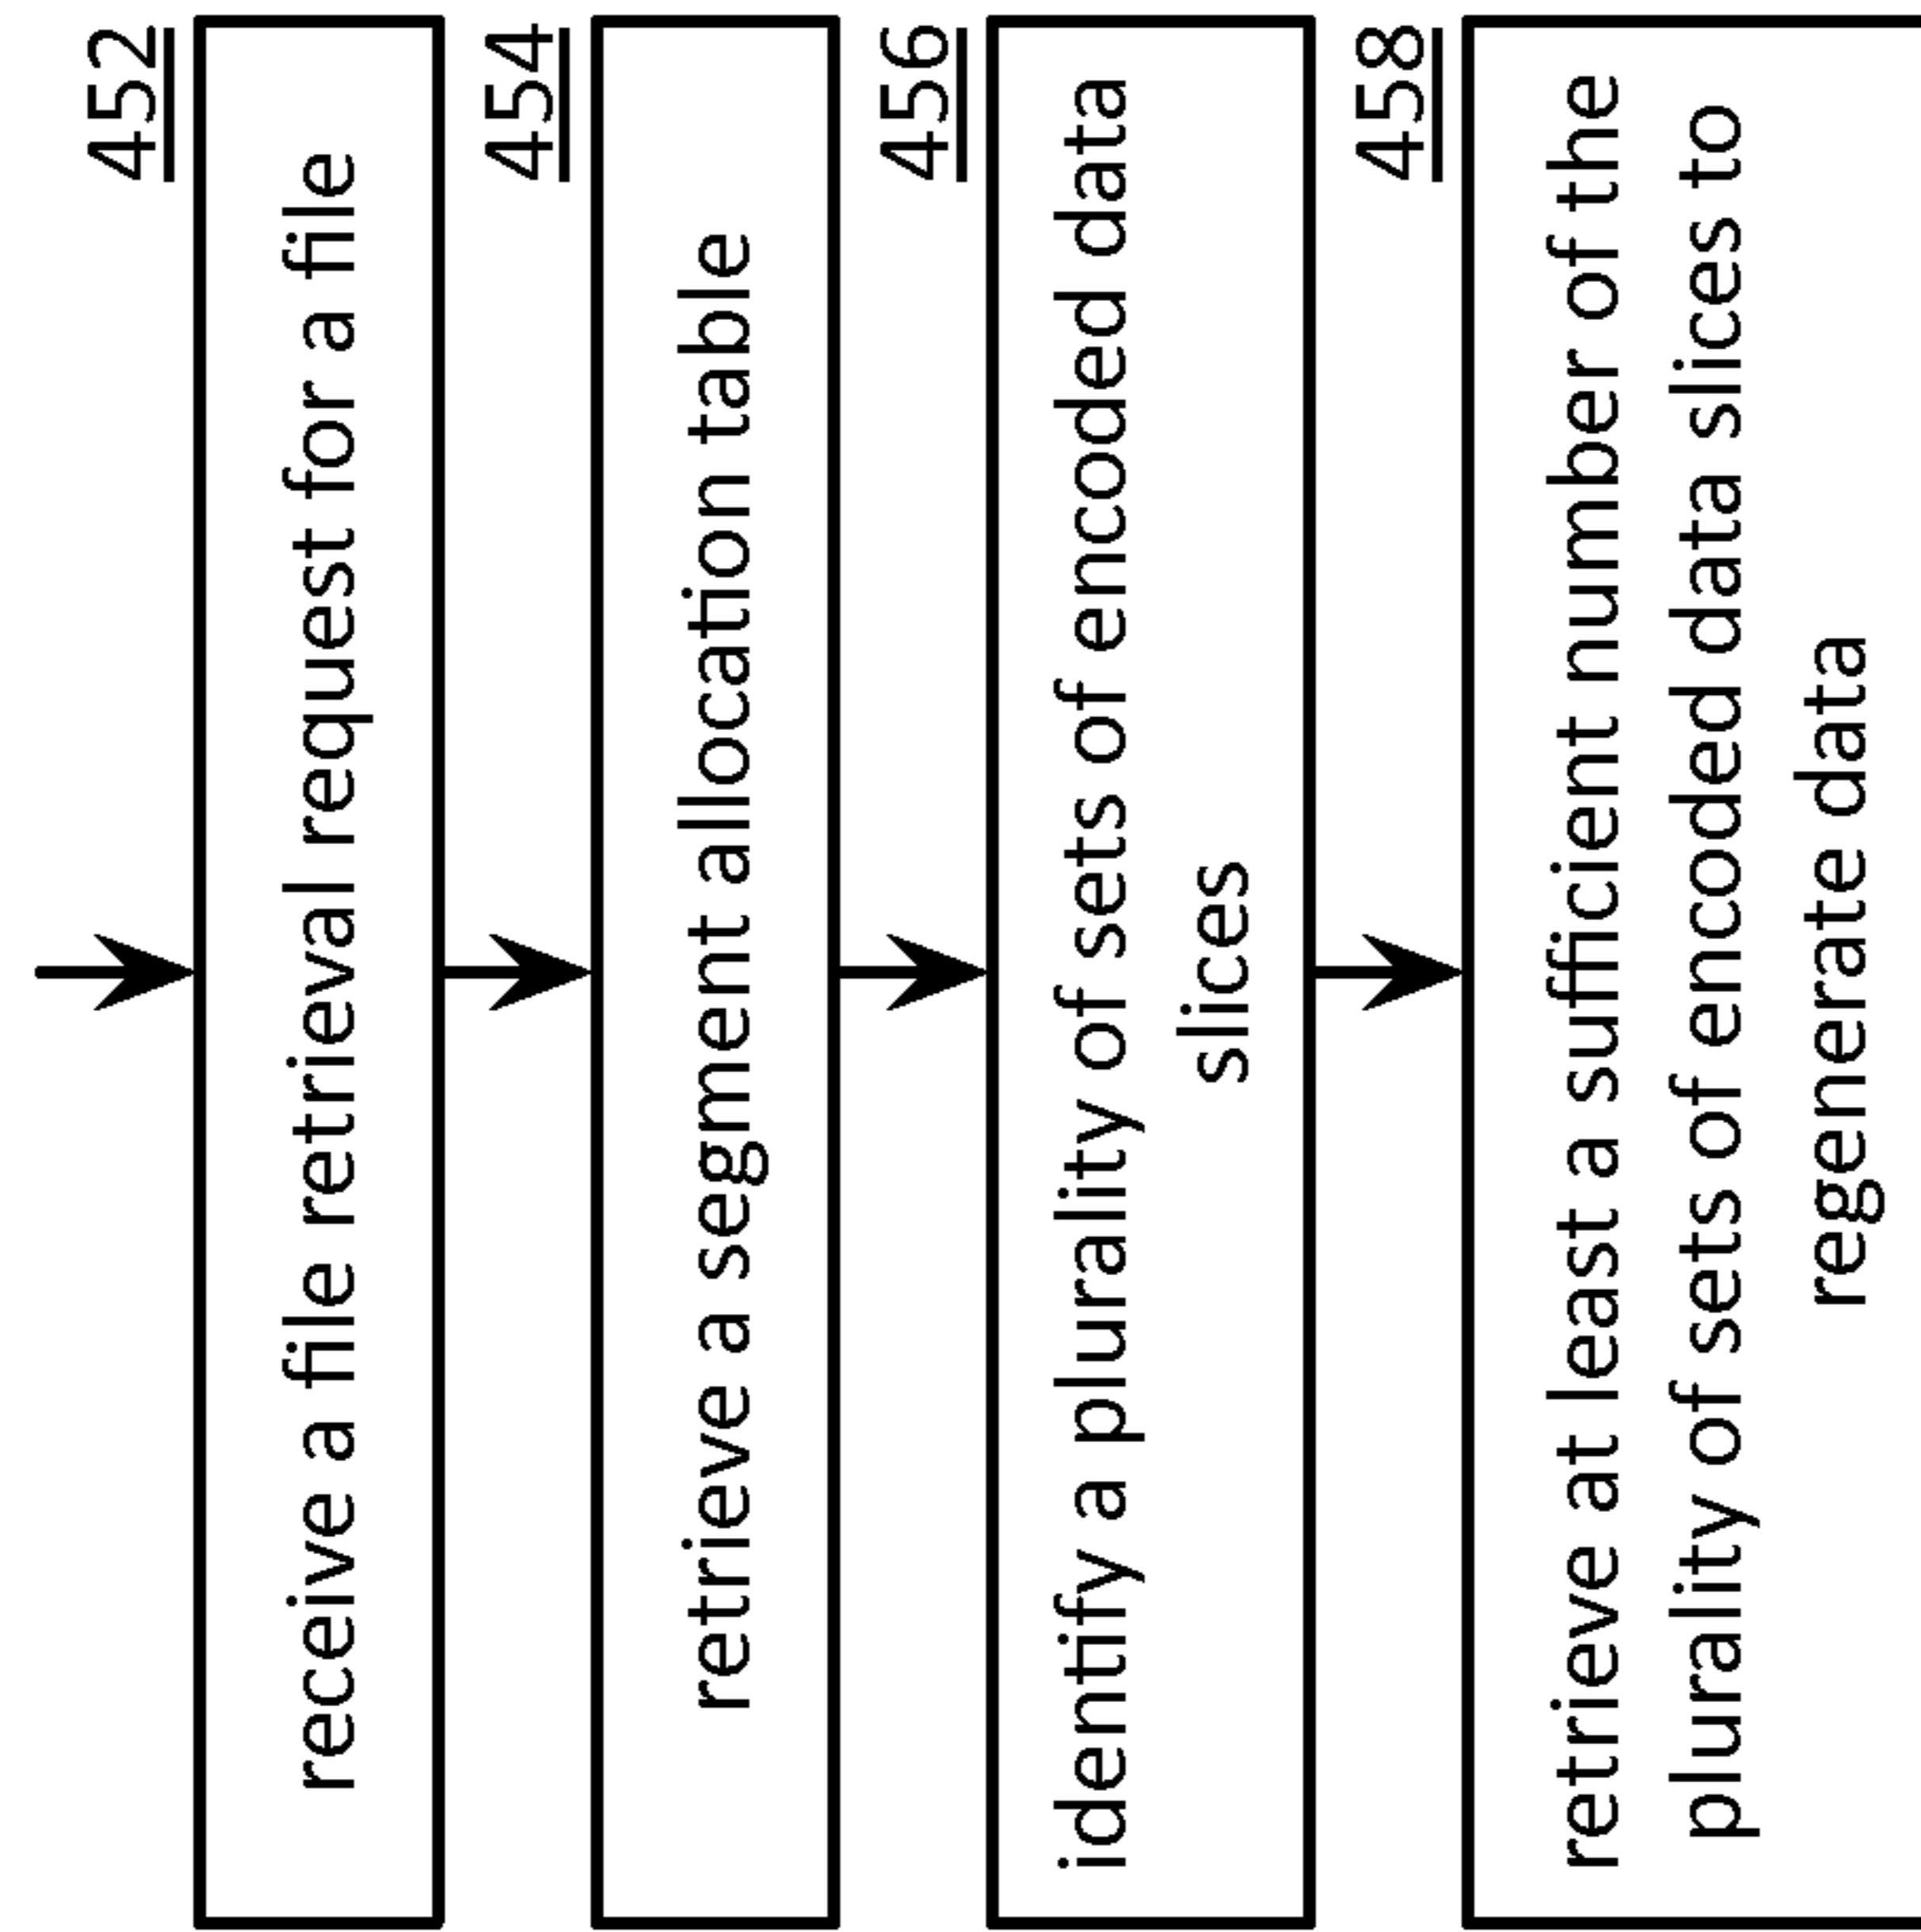 452
receive a file retrieval request for a file
454
retrieve a segment allocation table
456
identify a plurality of sets of encoded data
slices
458
retrieve at least a sufficient number of the
plurality of sets of encoded data slices to
regenerate data